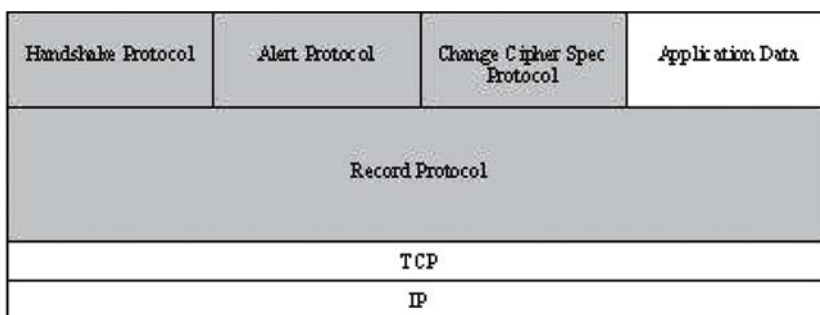 Handshake Protocol
Alert Protocol
Change Cipher Spec
Protocol
Application Data
Record Protocol
TCP
IP